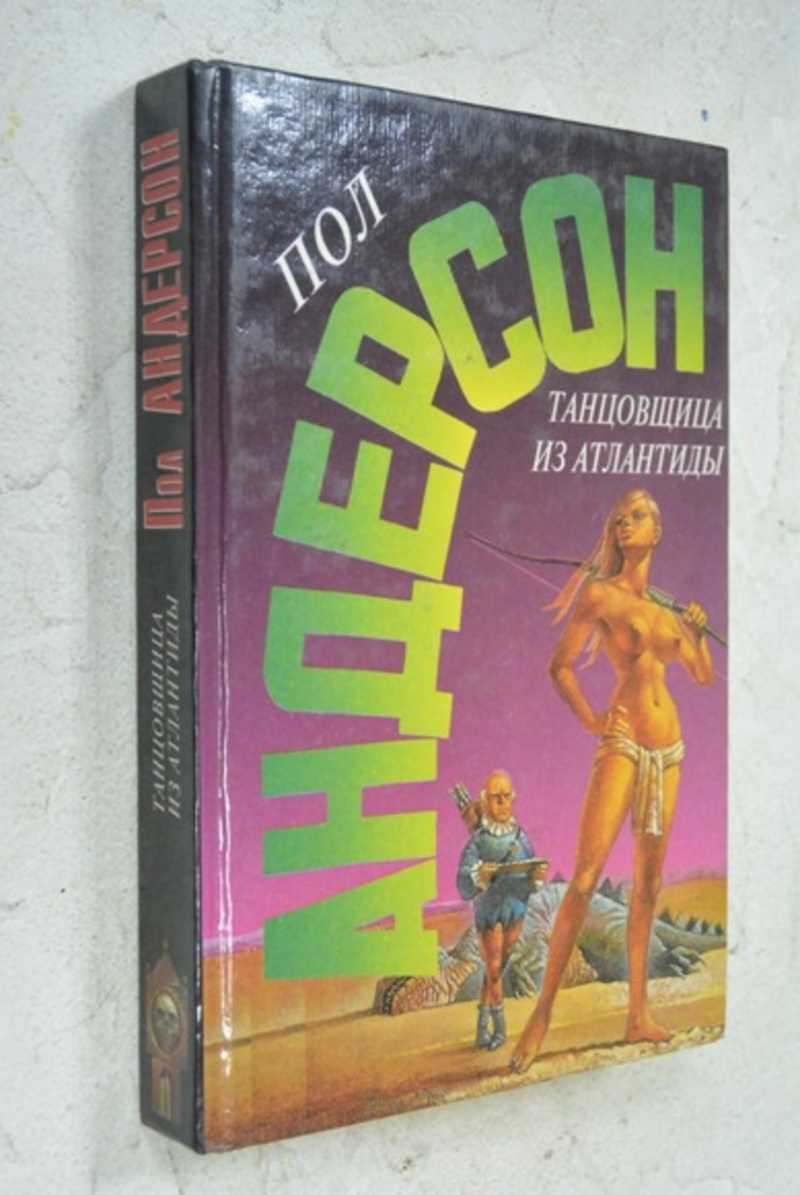 Пол АНДЕРСОН
ТАНЦОВЩИЦА
ИЗ АТЛАНТИДЫ
ПОЛ
АНДЕРСОН
ТАНЦОВЩИЦА
ИЗ АТЛАНТИДЫ